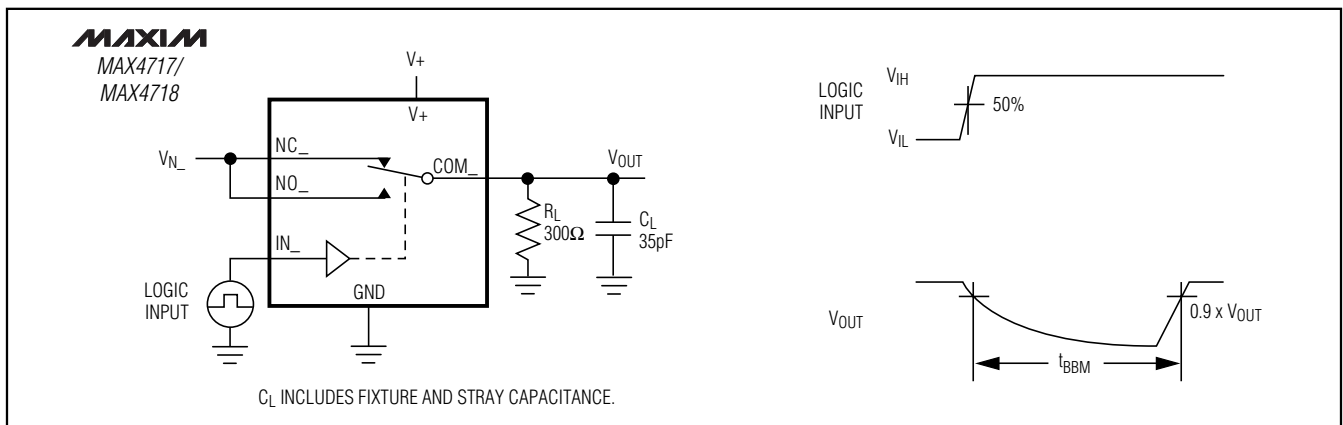 MAXIM
MAX4717/
MAX4718
V+
V+
NC_
V_N_
NO_
COM_
V_OUT
R_L
300Ω
C_L
35pF
IN_
LOGIC
INPUT
GND
C_L INCLUDES FIXTURE AND STRAY CAPACITANCE.
LOGIC
INPUT
V_IH
50%
V_IL
V_OUT
0.9 x V_OUT
t_BBM